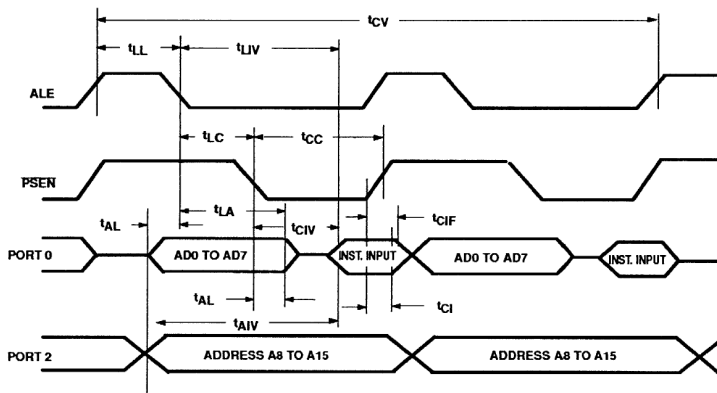 tCV
tLL
tLIV
ALE
tLC
tCC
PSEN
tAL
tLA
tCIV
tCIF
PORT 0
AD0 TO AD7
INST. INPUT
AD0 TO AD7
INST. INPUT
tAL
tCI
tAIV
PORT 2
ADDRESS A8 TO A15
ADDRESS A8 TO A15